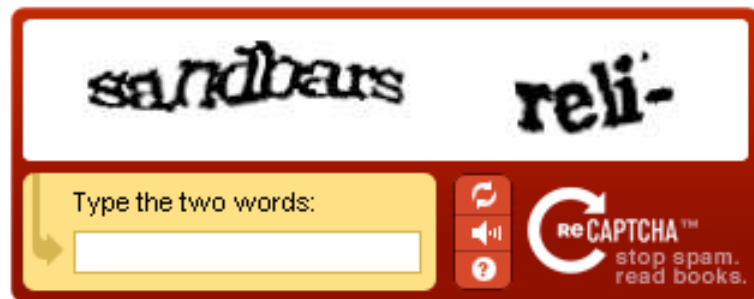 sandbars reli-
Type the two words:
reCAPTCHA™
stop spam.
read books.